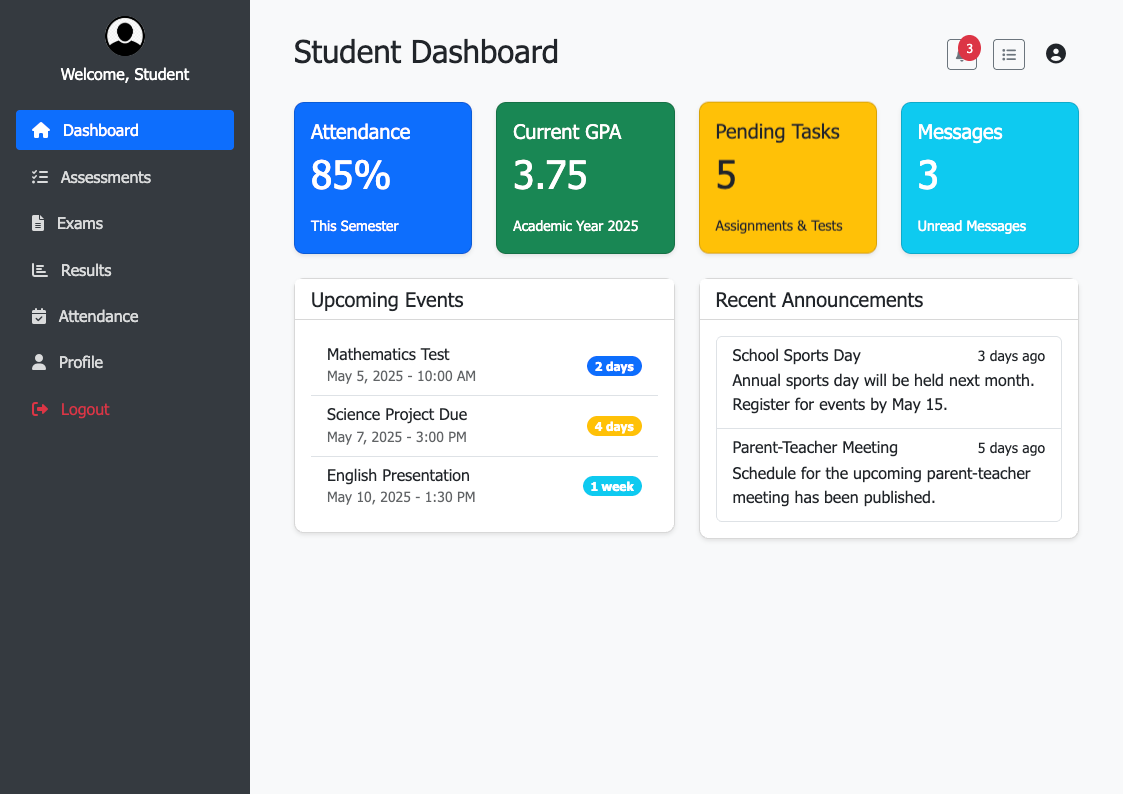 Welcome, Student
Dashboard
Assessments
Exams
Results
Attendance
Profile
Logout
Student Dashboard
3
Attendance
85%
This Semester
Current GPA
3.75
Academic Year 2025
Pending Tasks
5
Assignments & Tests
Messages
3
Unread Messages
Upcoming Events
Mathematics Test
May 5, 2025 - 10:00 AM
2 days
Science Project Due
May 7, 2025 - 3:00 PM
4 days
English Presentation
May 10, 2025 - 1:30 PM
1 week
Recent Announcements
School Sports Day
3 days ago
Annual sports day will be held next month.
Register for events by May 15.
Parent-Teacher Meeting
5 days ago
Schedule for the upcoming parent-teacher
meeting has been published.